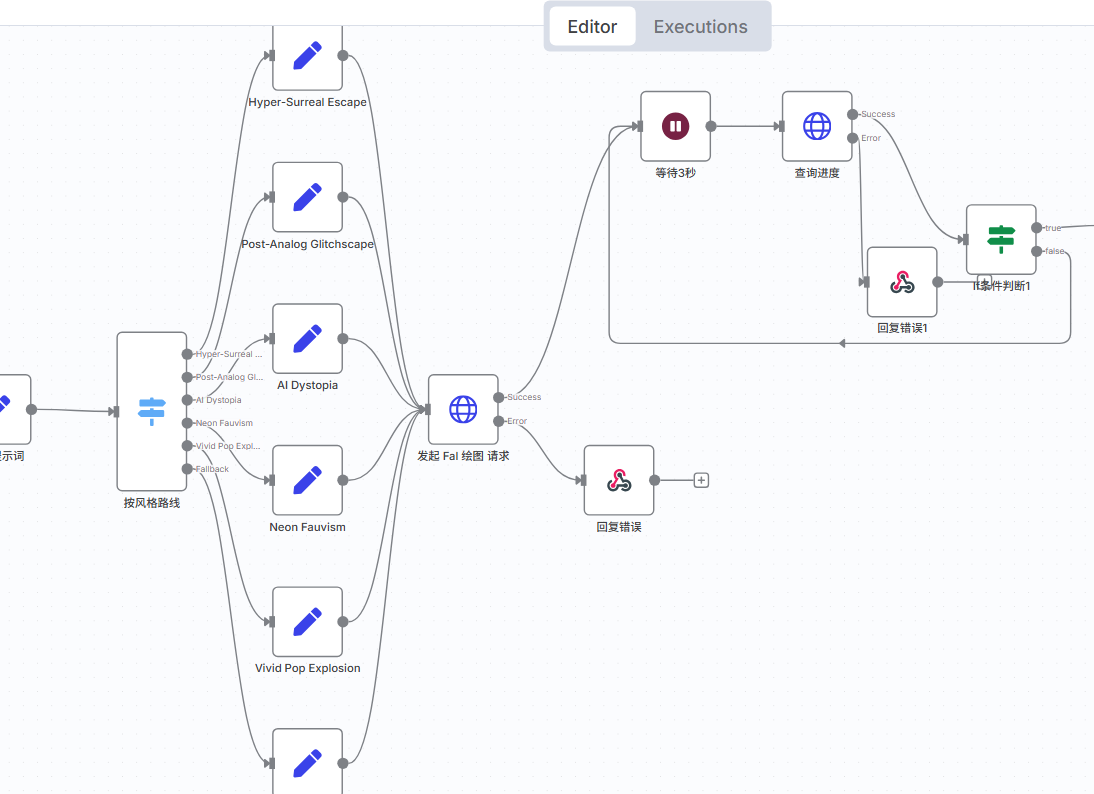 Editor
Executions
Hyper-Surreal Escape
Post-Analog Glitchscape
AI Dystopia
Neon Fauvism
Vivid Pop Explosion
示词
按风格路线
Hyper-Surreal ...
Post-Analog Gl...
AI Dystopia
Neon Fauvism
Vivid Pop Expl...
Fallback
发起 Fal 绘图 请求
Success
Error
回复错误
等待3秒
查询进度
Success
Error
回复错误1
If条件判断1
true
false